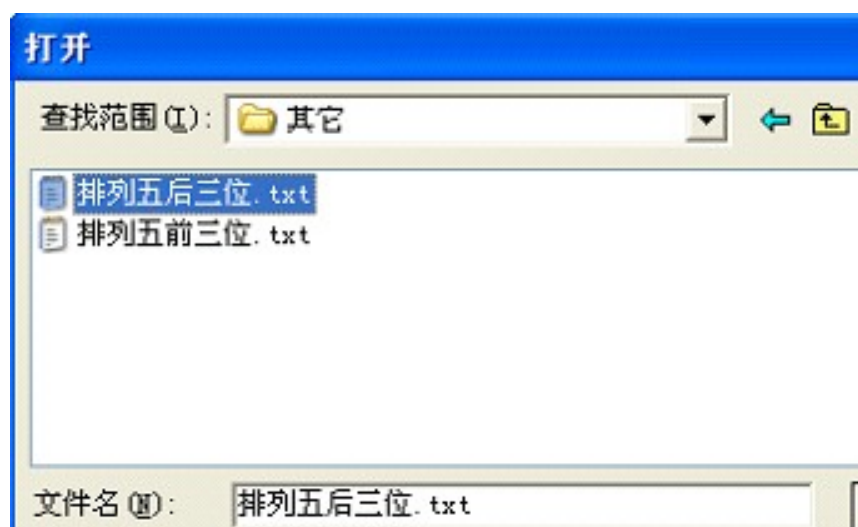 打开
查找范围(I): 其它
排列五后三位.txt
排列五前三位.txt
文件名(N): 排列五后三位.txt